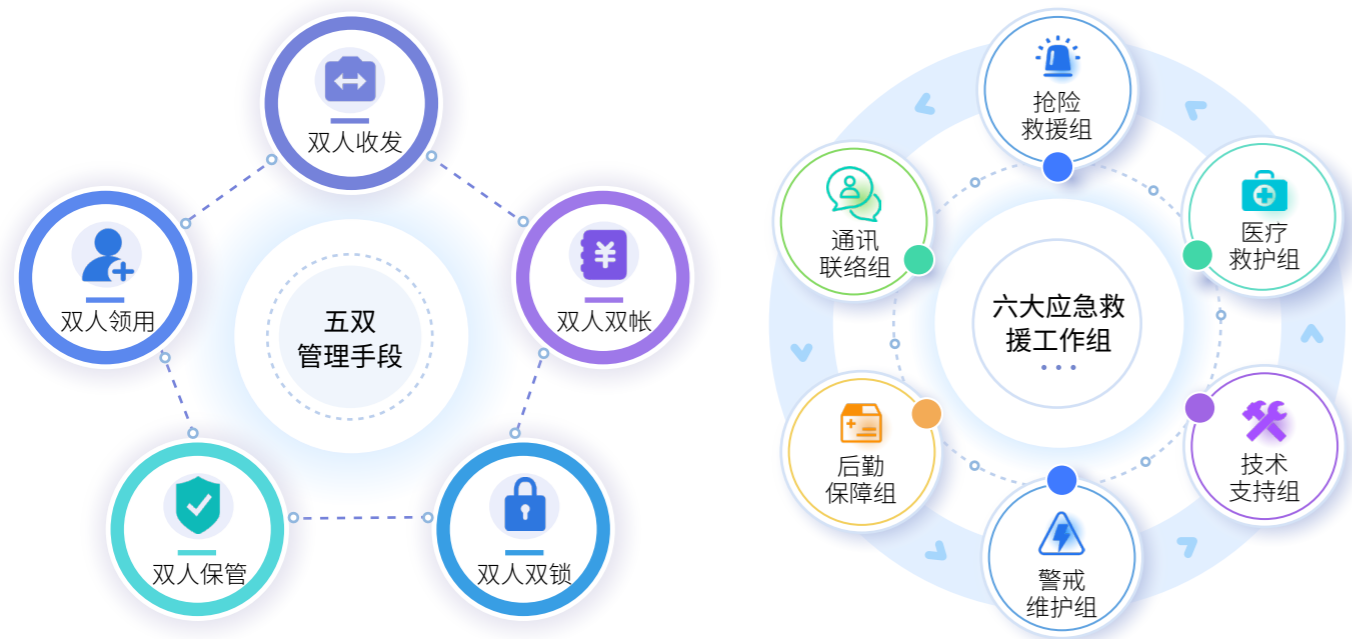 双人收发
双人领用
双人双帐
五双
管理手段
双人保管
双人双锁
抢险
救援组
通讯
联络组
医疗
救护组
六大应急救
援工作组
后勤
保障组
技术
支持组
警戒
维护组